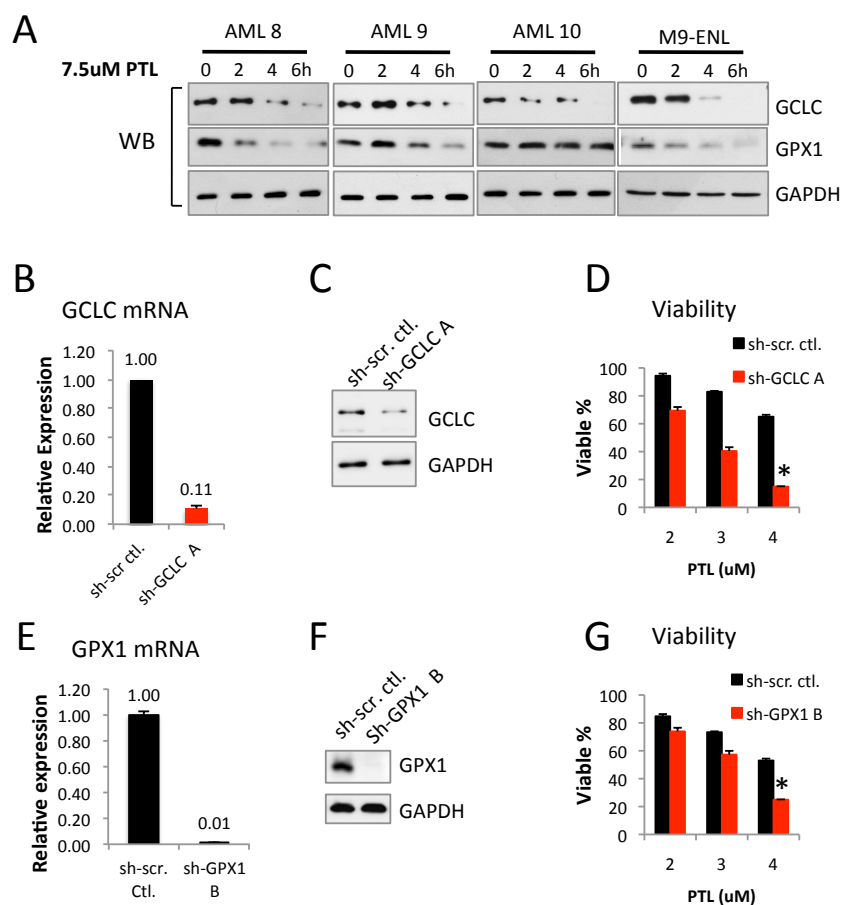 A
AML 8 AML 9 AML 10 M9-ENL
7.5uM PTL 0 2 4 6h 0 2 4 6h 0 2 4 6h 0 2 4 6h
WB
GCLC
GPX1
GAPDH
B
GCLC mRNA
Relative Expression
1.20
1.00
0.80
0.60
0.40
0.20
0.00
1.00
0.11
sh-scr ctl.
sh-GCLC A
C
sh-scr. ctl.
sh-GCLC A
GCLC
GAPDH
D
Viability
sh-scr. ctl.
sh-GCLC A
Viable %
100
80
60
40
20
0
*
2 3 4
PTL (uM)
E
GPX1 mRNA
Relative expression
1.20
1.00
0.80
0.60
0.40
0.20
0.00
1.00
0.01
sh-scr. sh-GPX1
Ctl. B
F
sh-scr. ctl.
Sh-GPX1 B
GPX1
GAPDH
G
Viability
sh-scr. ctl.
sh-GPX1 B
Viable %
100
80
60
40
20
0
*
2 3 4
PTL (uM)